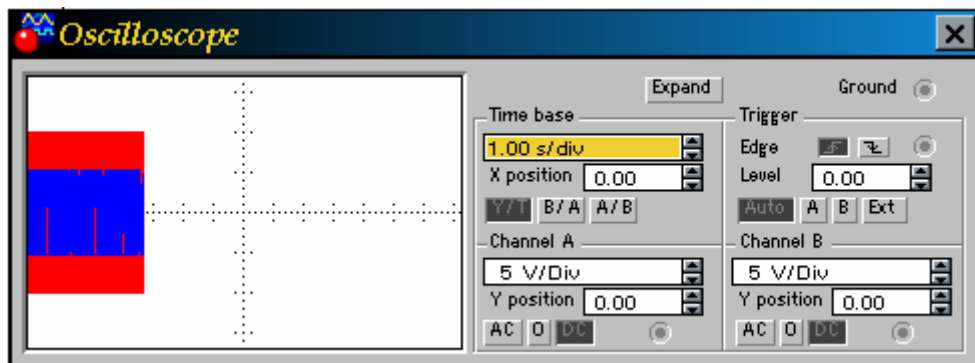 Oscilloscope
Expand
Ground
Time base
1.00 s/div
X position 0.00
Y/T B/A A/B
Trigger
Edge
Level 0.00
Auto A B Ext
Channel A
5 V/Div
Y position 0.00
AC 0 DC
Channel B
5 V/Div
Y position 0.00
AC 0 DC